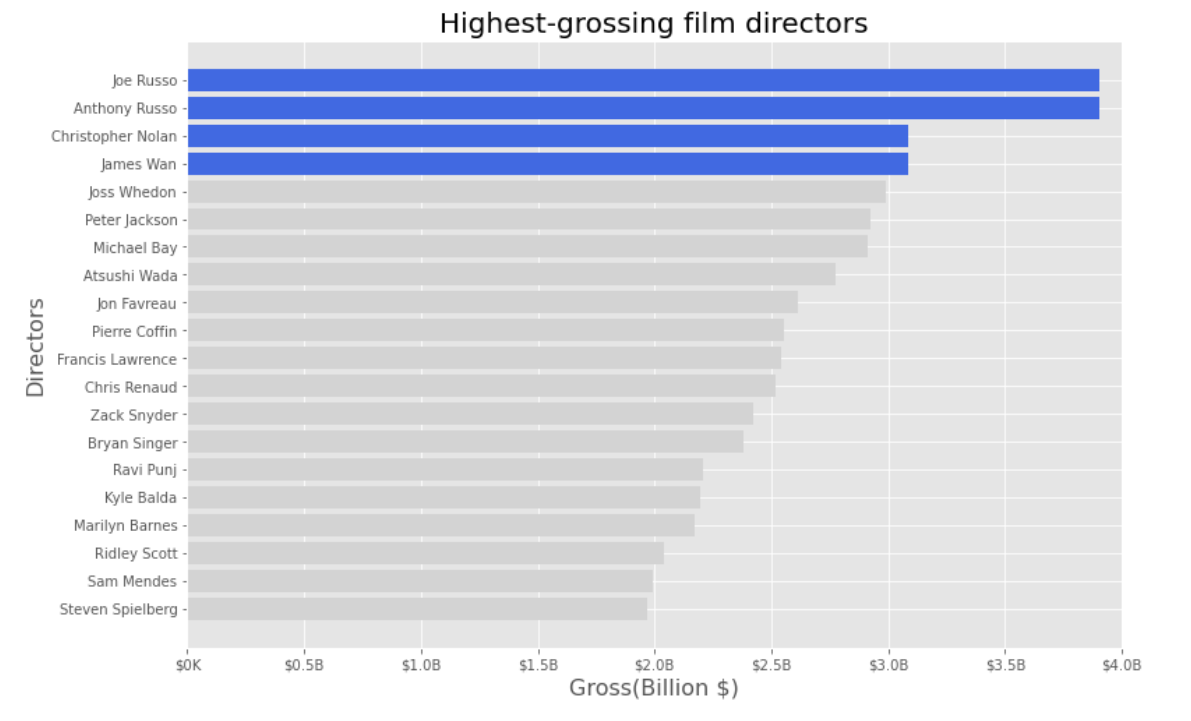 Highest-grossing film directors
Directors
Joe Russo
Anthony Russo
Christopher Nolan
James Wan
Joss Whedon
Peter Jackson
Michael Bay
Atsushi Wada
Jon Favreau
Pierre Coffin
Francis Lawrence
Chris Renaud
Zack Snyder
Bryan Singer
Ravi Punj
Kyle Balda
Marilyn Barnes
Ridley Scott
Sam Mendes
Steven Spielberg
$0K $0.5B $1.0B $1.5B $2.0B $2.5B $3.0B $3.5B $4.0B
Gross(Billion $)